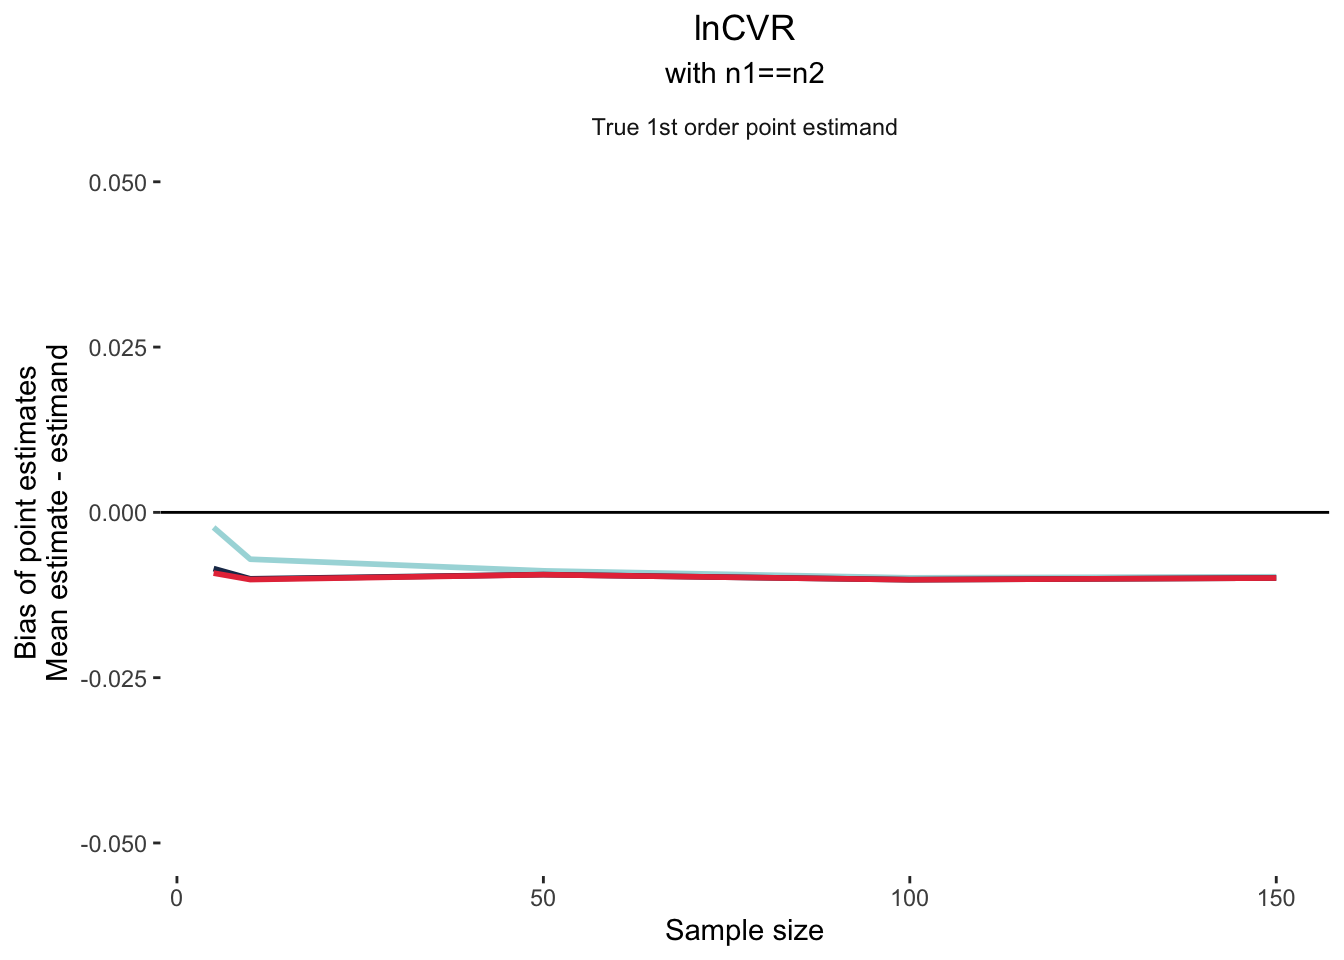 lnCVR
with n1==n2
True 1st order point estimand
0.050
0.025
0.000
-0.025
-0.050
Bias of point estimates
Mean estimate - estimand
0
50
100
150
Sample size